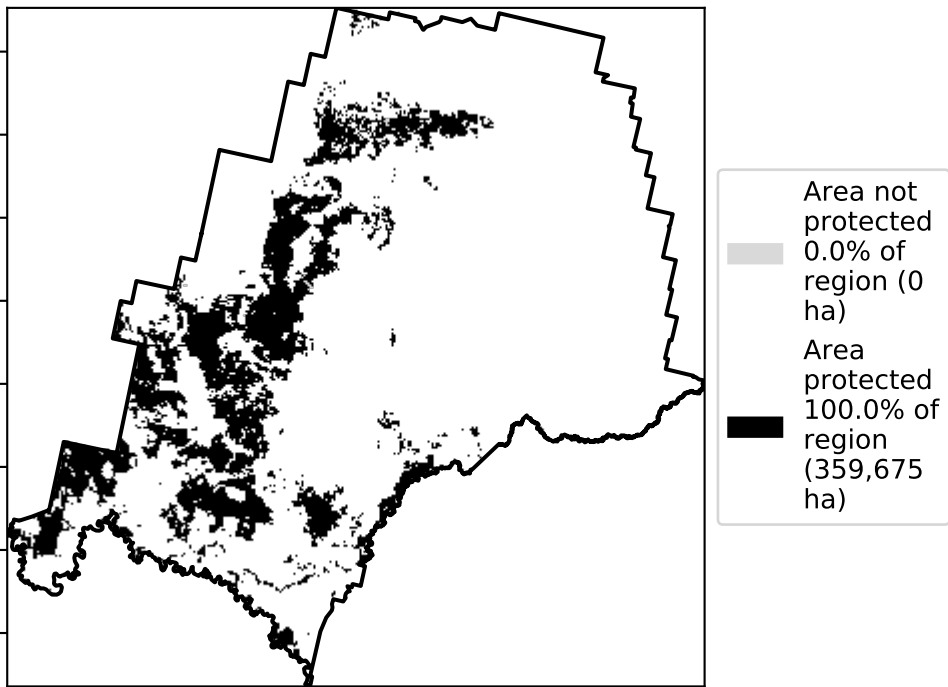 Area not
protected
0.0% of
region (0
ha)
Area
protected
100.0% of
region
(359,675
ha)